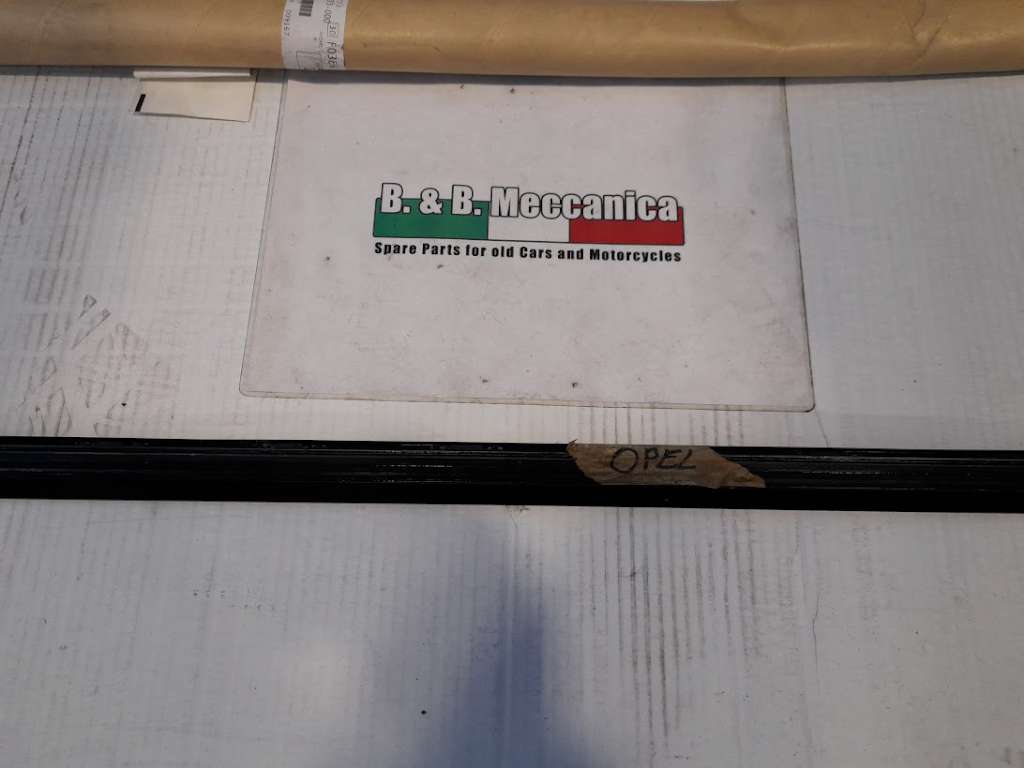 B. & B. Meccanica
Spare Parts for old Cars and Motorcycles
OPEL